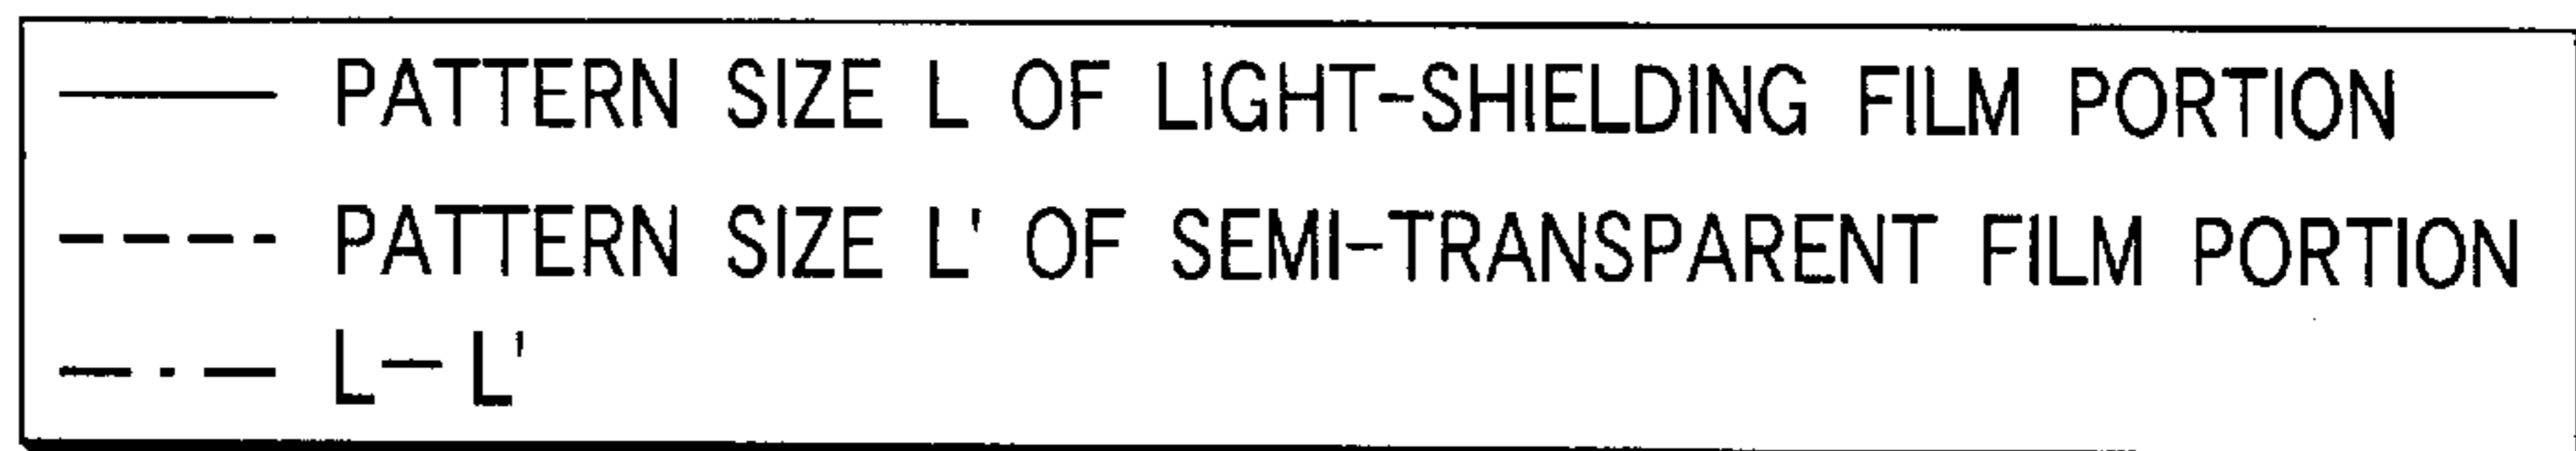 PATTERN SIZE L OF LIGHT-SHIELDING FILM PORTION
PATTERN SIZE L' OF SEMI-TRANSPARENT FILM PORTION
L-L'